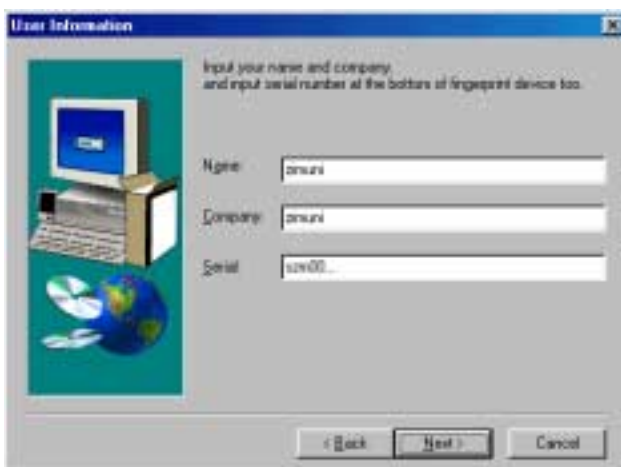 User Information
Input your name and company.
and input serial number at the bottom of fingerprint device too.
Name:
Company:
Serial
< Back
Next >
Cancel